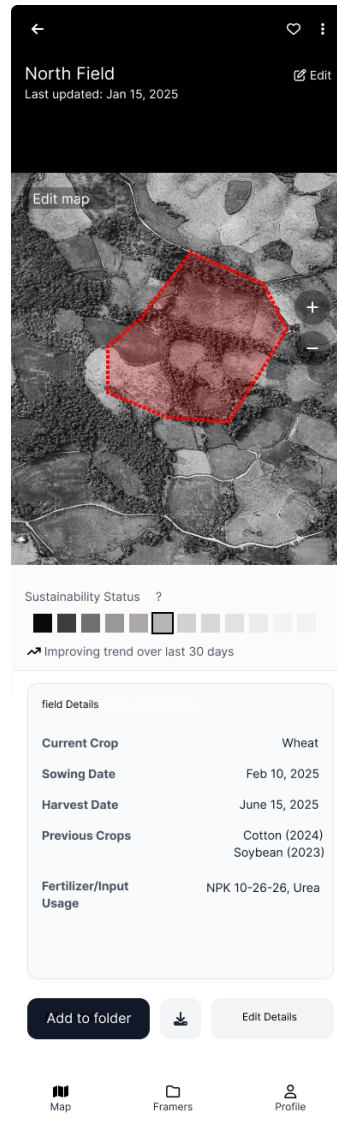 North Field
Edit
Last updated: Jan 15, 2025
Edit map
+
−
Sustainability Status ?
Improving trend over last 30 days
field Details
Current Crop Wheat
Sowing Date Feb 10, 2025
Harvest Date June 15, 2025
Previous Crops Cotton (2024)
Soybean (2023)
Fertilizer/Input NPK 10-26-26, Urea
Usage
Add to folder
Edit Details
Map Framers Profile